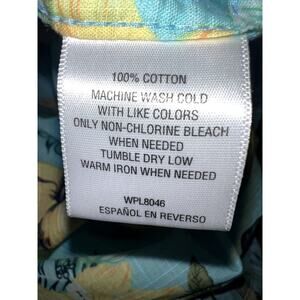 100% COTTON
MACHINE WASH COLD
WITH LIKE COLORS
ONLY NON-CHLORINE BLEACH
WHEN NEEDED
TUMBLE DRY LOW
WARM IRON WHEN NEEDED
WPL8046
ESPAÑOL EN REVERSO